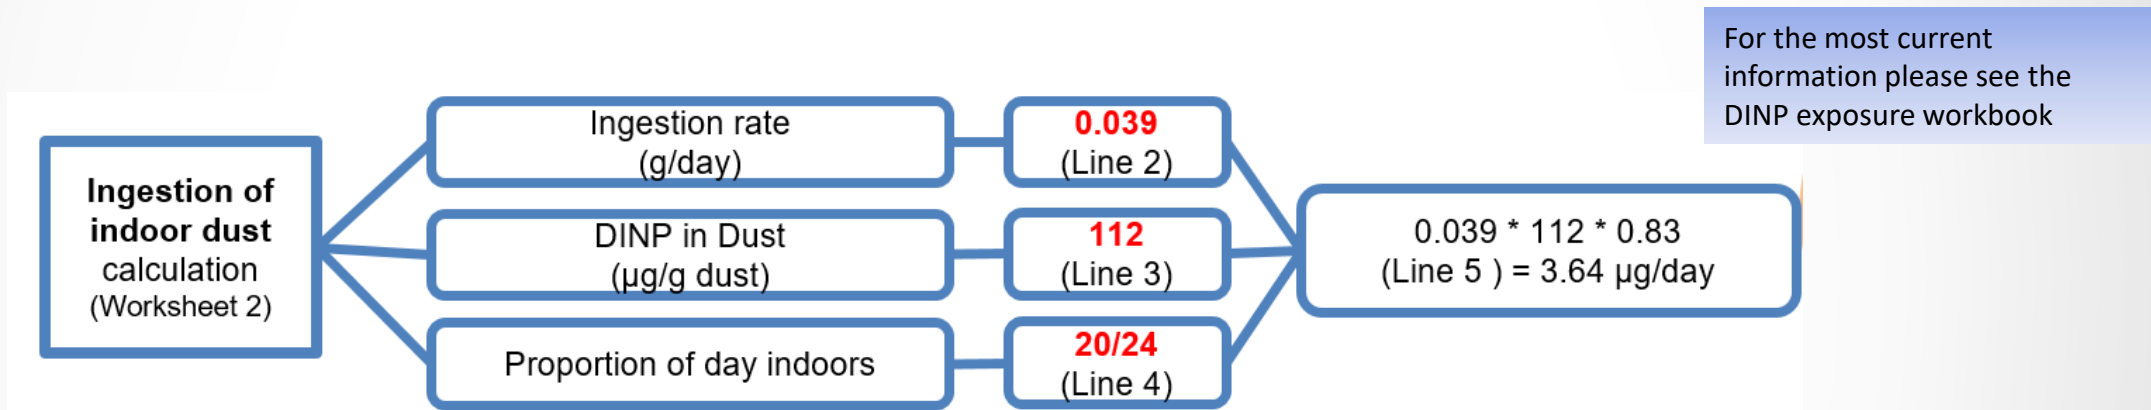 For the most current
information please see the
DINP exposure workbook
Ingestion of
indoor dust
calculation
(Worksheet 2)
Ingestion rate
(g/day)
0.039
(Line 2)
DINP in Dust
(µg/g dust)
112
(Line 3)
Proportion of day indoors
20/24
(Line 4)
0.039 * 112 * 0.83
(Line 5 ) = 3.64 µg/day